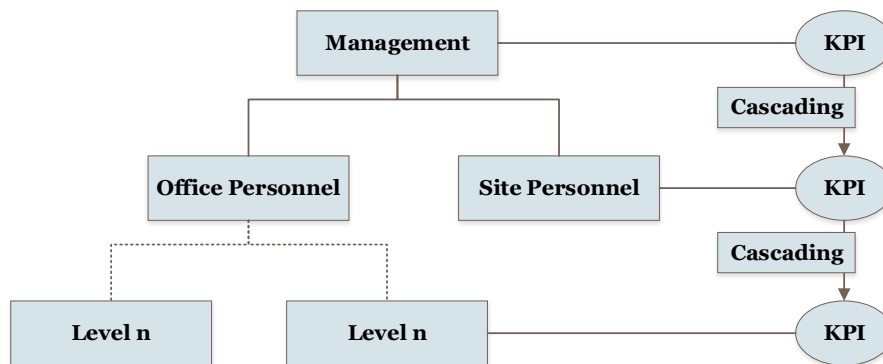 Management
KPI
Cascading
Office Personnel
Site Personnel
KPI
Cascading
Level n
Level n
KPI